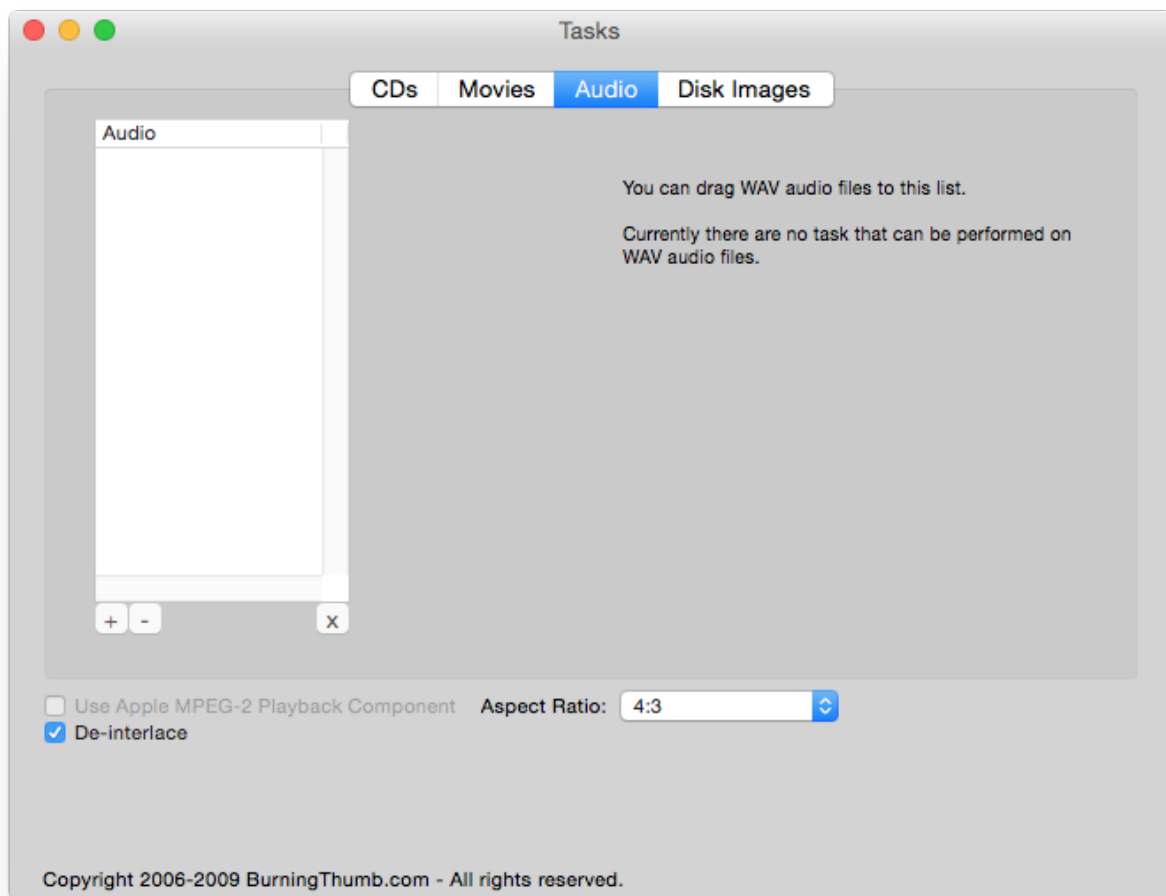 Tasks
CDs Movies Audio Disk Images
Audio
You can drag WAV audio files to this list.
Currently there are no task that can be performed on
WAV audio files.
+ - x
Use Apple MPEG-2 Playback Component Aspect Ratio: 4:3
De-interlace
Copyright 2006-2009 BurningThumb.com - All rights reserved.